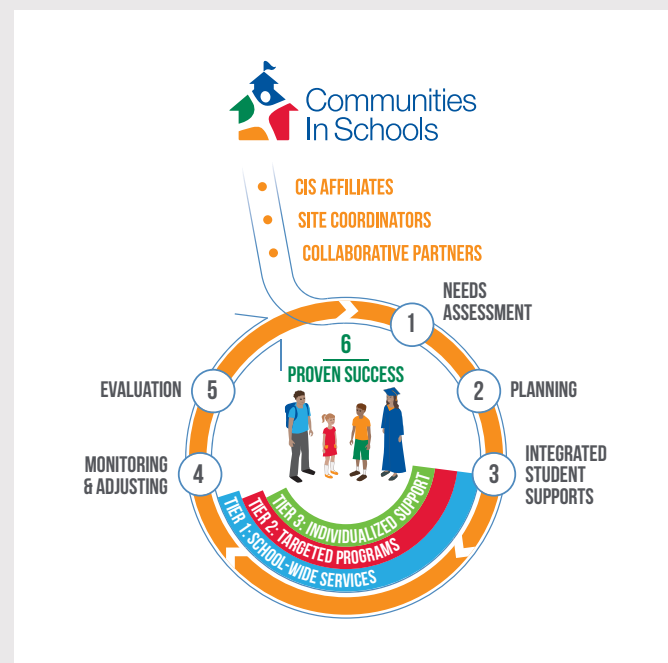 Communities
In Schools
CIS AFFILIATES
SITE COORDINATORS
COLLABORATIVE PARTNERS
1
NEEDS
ASSESSMENT
2
PLANNING
3
INTEGRATED
STUDENT
SUPPORTS
4
MONITORING
& ADJUSTING
5
EVALUATION
6
PROVEN SUCCESS
TIER 3: INDIVIDUALIZED SUPPORT
TIER 2: TARGETED PROGRAMS
TIER 1: SCHOOL-WIDE SERVICES